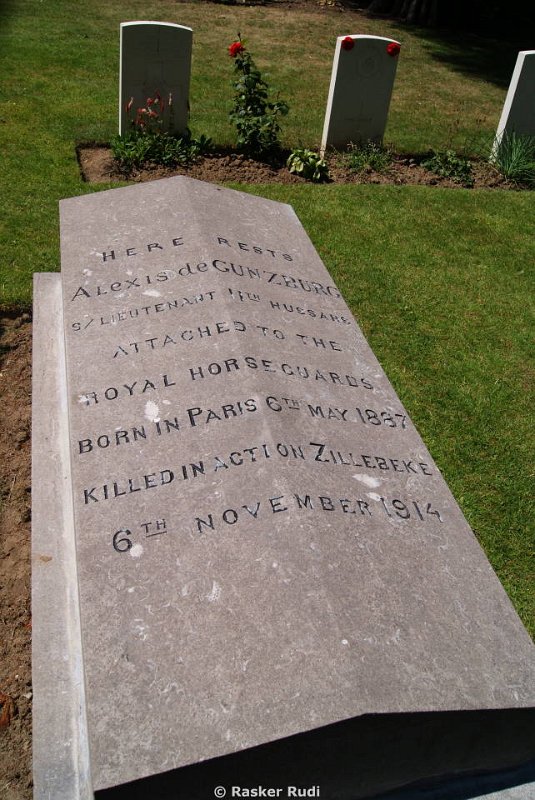 HERE RESTS
ALEXIS de GUNZBURG
S/LIEUTENANT 11TH HUSSARS
ATTACHED TO THE
ROYAL HORSEGUARDS
BORN IN PARIS 6TH MAY 1887
KILLED IN ACTION ZILLEBEKE
6TH NOVEMBER 1914
© Rasker Rudi